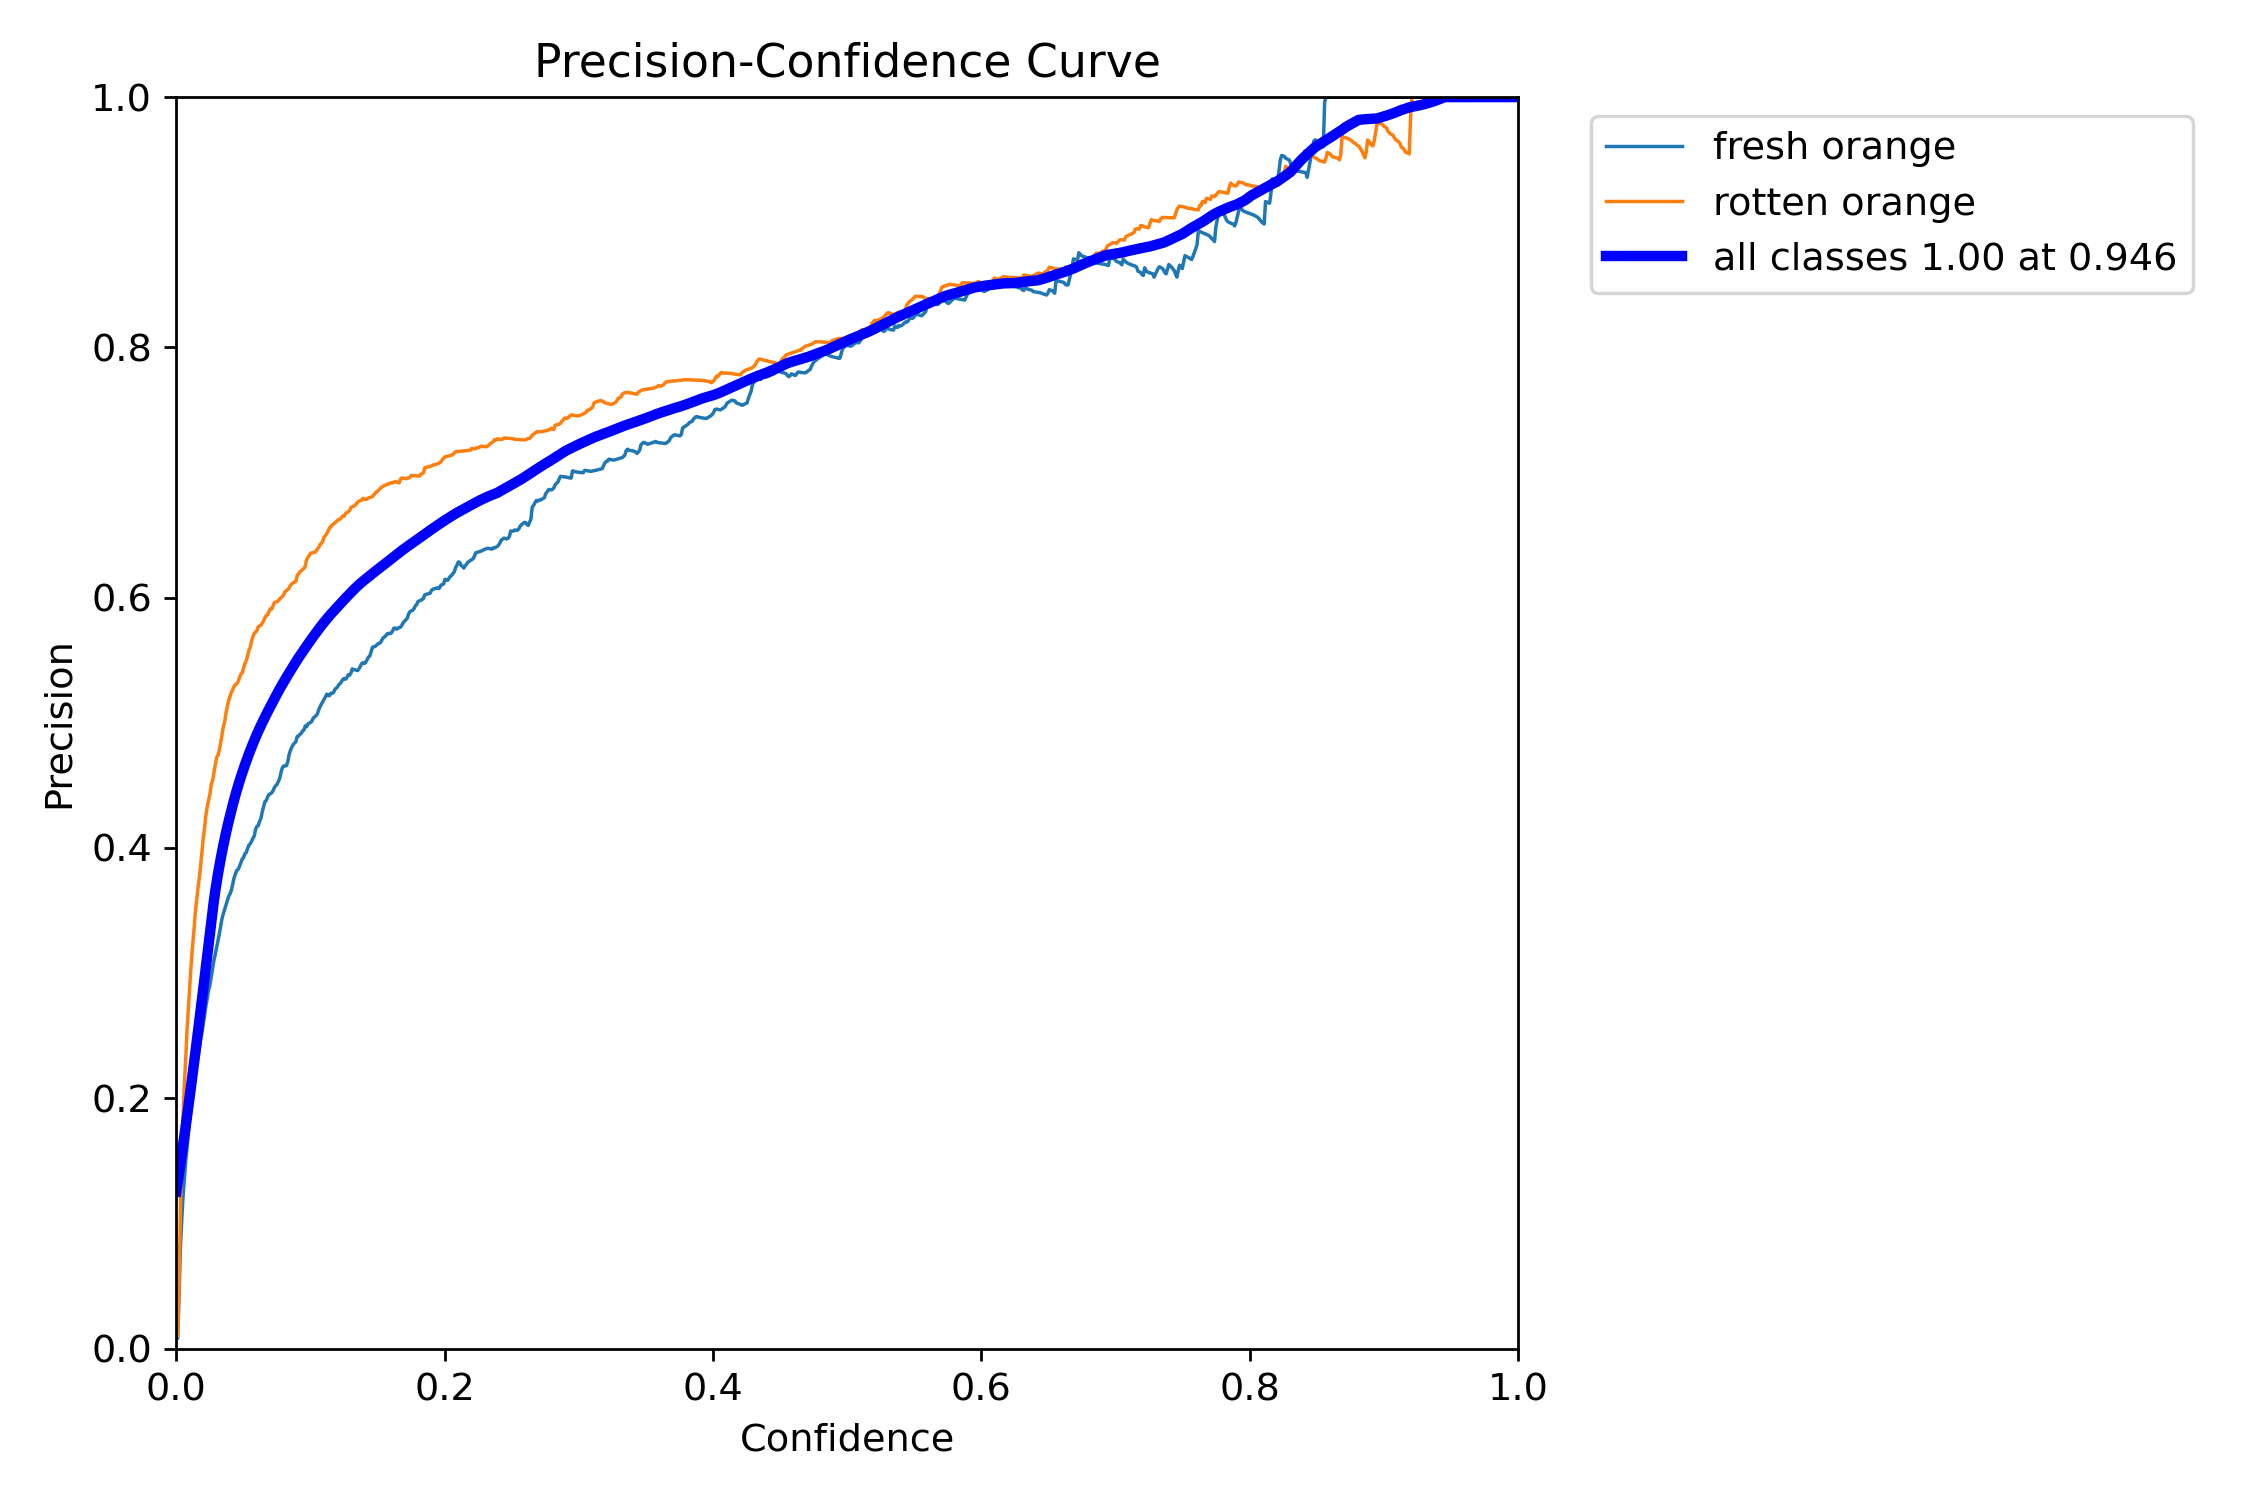 Precision-Confidence Curve
1.0
0.8
0.6
0.4
0.2
0.0
Precision
0.0 0.2 0.4 0.6 0.8 1.0
Confidence
fresh orange
rotten orange
all classes 1.00 at 0.946